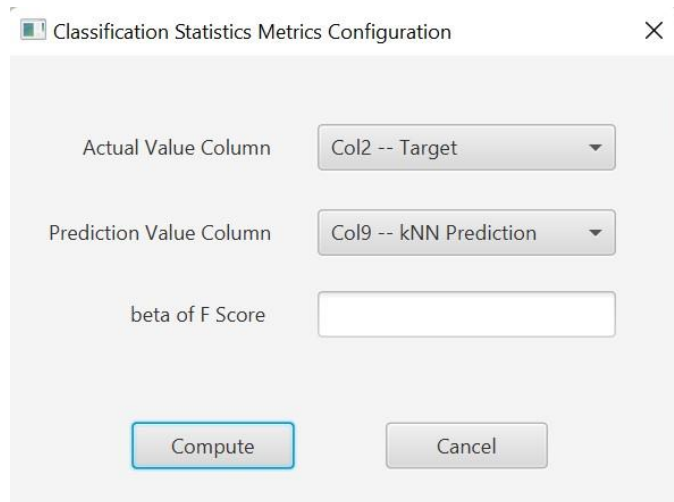 Classification Statistics Metrics Configuration
Actual Value Column Col2 -- Target
Prediction Value Column Col9 -- kNN Prediction
beta of F Score
Compute Cancel